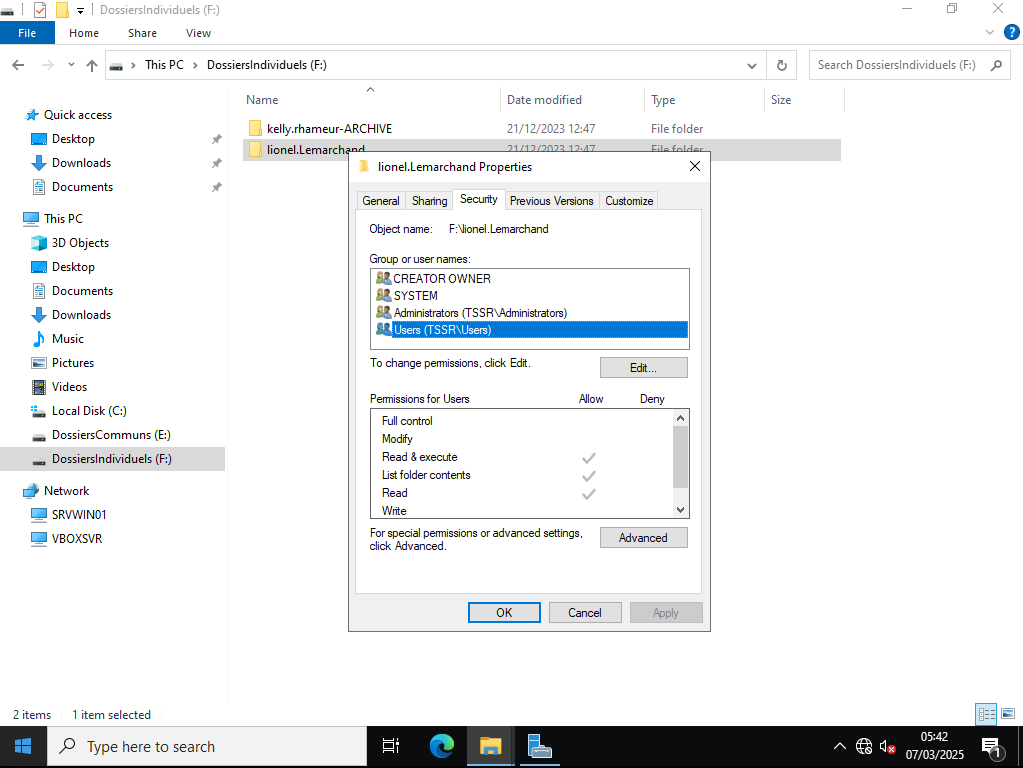 DossiersIndividuels (F:)
File Home Share View
This PC DossiersIndividuels (F:) Search DossiersIndividuels (F:)
Name Date modified Type Size
Quick access
Desktop
Downloads
Documents
This PC
3D Objects
Desktop
Documents
Downloads
Music
Pictures
Videos
Local Disk (C:)
DossiersCommuns (E:)
DossiersIndividuels (F:)
Network
SRVWIN01
VBOXSVR
kelly.rhameur-ARCHIVE 21/12/2023 12:47 File folder
lionel.Lemarchand 21/12/2023 12:47 File folder
lionel.Lemarchand Properties
General Sharing Security Previous Versions Customize
Object name: F:\lionel.Lemarchand
Group or user names:
CREATOR OWNER
SYSTEM
Administrators (TSSR\Administrators)
Users (TSSR\Users)
To change permissions, click Edit. Edit...
Permissions for Users Allow Deny
Full control
Modify
Read & execute
List folder contents
Read
Write
For special permissions or advanced settings,
click Advanced.
Advanced
OK Cancel Apply
2 items 1 item selected
Type here to search
05:42
07/03/2025
1